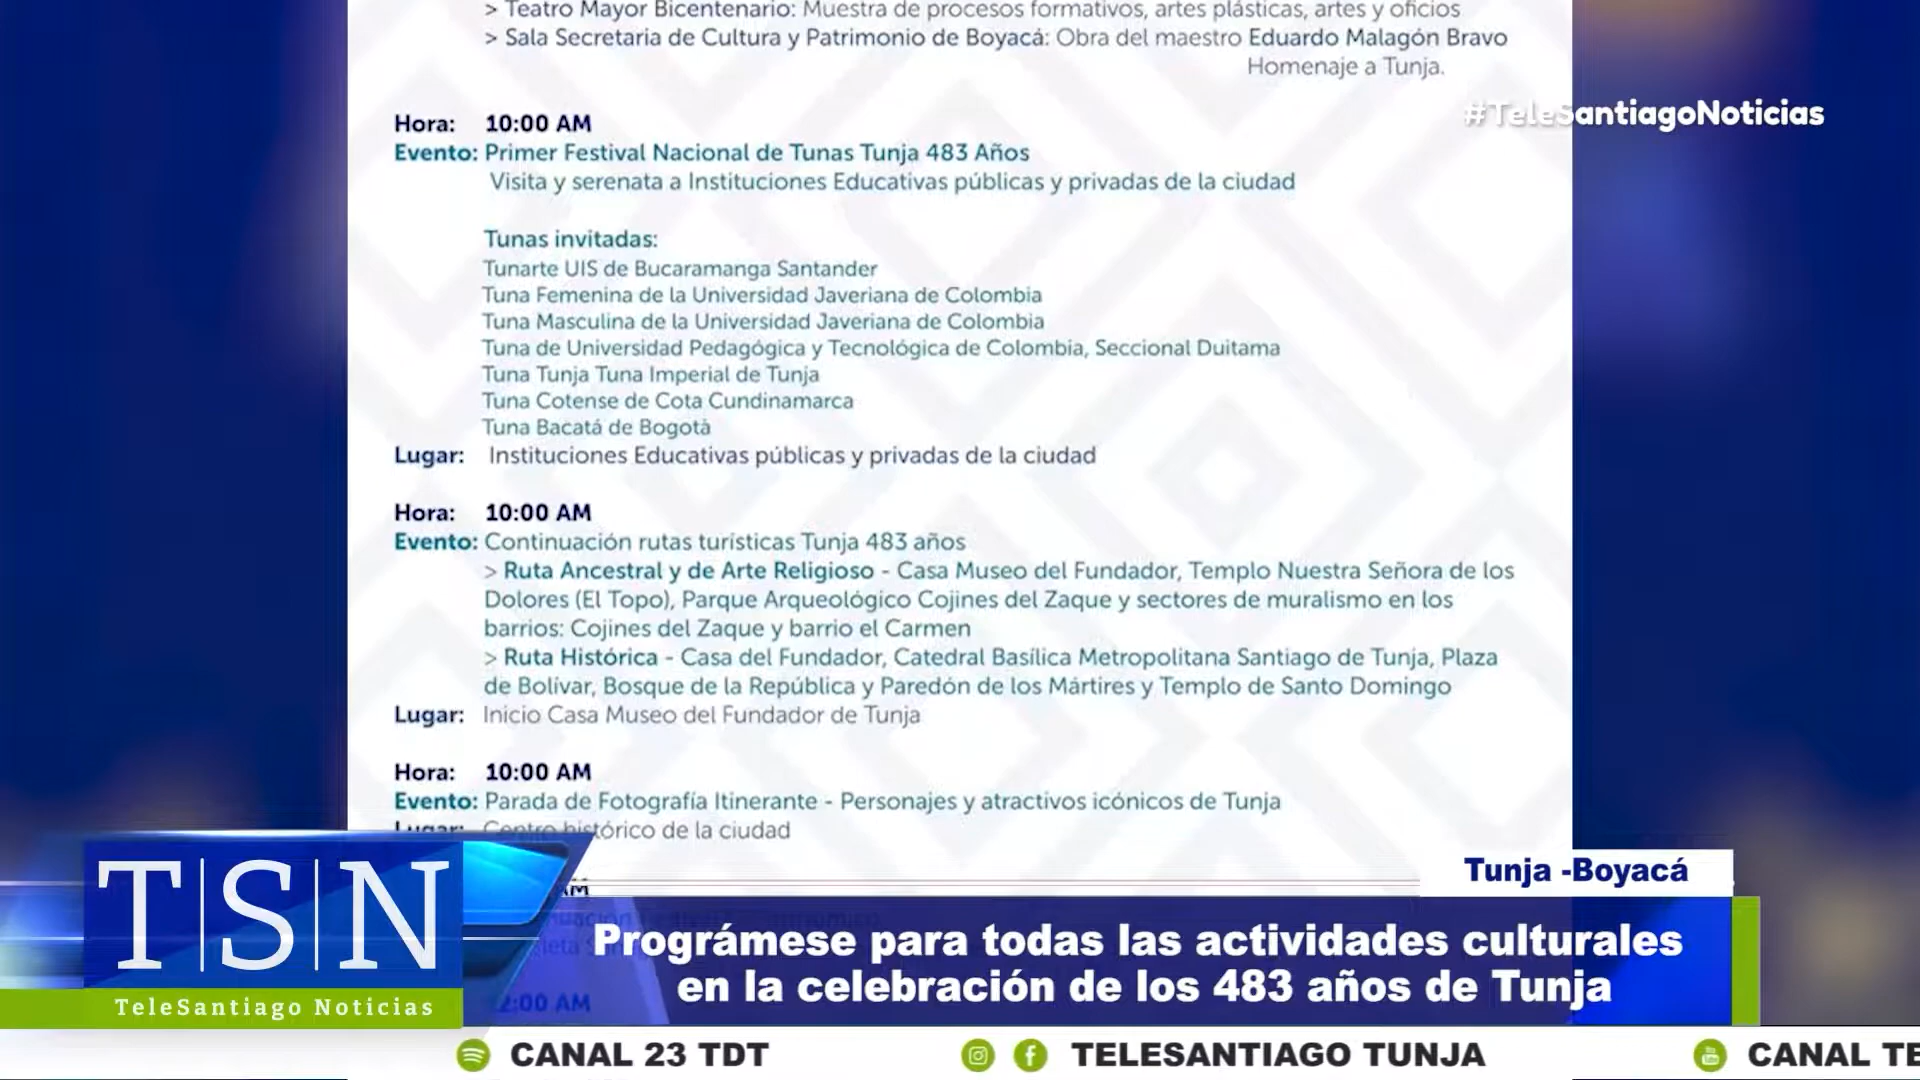 > Teatro Mayor Bicentenario: Muestra de procesos formativos, artes plásticas, artes y oficios
> Sala Secretaria de Cultura y Patrimonio de Boyacá: Obra del maestro Eduardo Malagón Bravo
Homenaje a Tunja.
#TeleSantiagoNoticias
Hora: 10:00 AM
Evento: Primer Festival Nacional de Tunas Tunja 483 Años
Visita y serenata a Instituciones Educativas públicas y privadas de la ciudad
Tunas invitadas:
Tunarte UIS de Bucaramanga Santander
Tuna Femenina de la Universidad Javeriana de Colombia
Tuna Masculina de la Universidad Javeriana de Colombia
Tuna de Universidad Pedagógica y Tecnológica de Colombia, Seccional Duitama
Tuna Tunja Tuna Imperial de Tunja
Tuna Cotense de Cota Cundinamarca
Tuna Bacatá de Bogotá
Lugar: Instituciones Educativas públicas y privadas de la ciudad
Hora: 10:00 AM
Evento: Continuación rutas turísticas Tunja 483 años
> Ruta Ancestral y de Arte Religioso - Casa Museo del Fundador, Templo Nuestra Señora de los
Dolores (El Topo), Parque Arqueológico Cojines del Zaque y sectores de muralismo en los
barrios: Cojines del Zaque y barrio el Carmen
> Ruta Histórica - Casa del Fundador, Catedral Basílica Metropolitana Santiago de Tunja, Plaza
de Bolívar, Bosque de la República y Paredón de los Mártires y Templo de Santo Domingo
Lugar: Inicio Casa Museo del Fundador de Tunja
Hora: 10:00 AM
Evento: Parada de Fotografía Itinerante - Personajes y atractivos icónicos de Tunja
Lugar: Centro histórico de la ciudad
AM
2:00 AM
Tunja -Boyacá
Prográmese para todas las actividades culturales
en la celebración de los 483 años de Tunja
T|S|N
TeleSantiago Noticias
CANAL 23 TDT TELESANTIAGO TUNJA CANAL TE